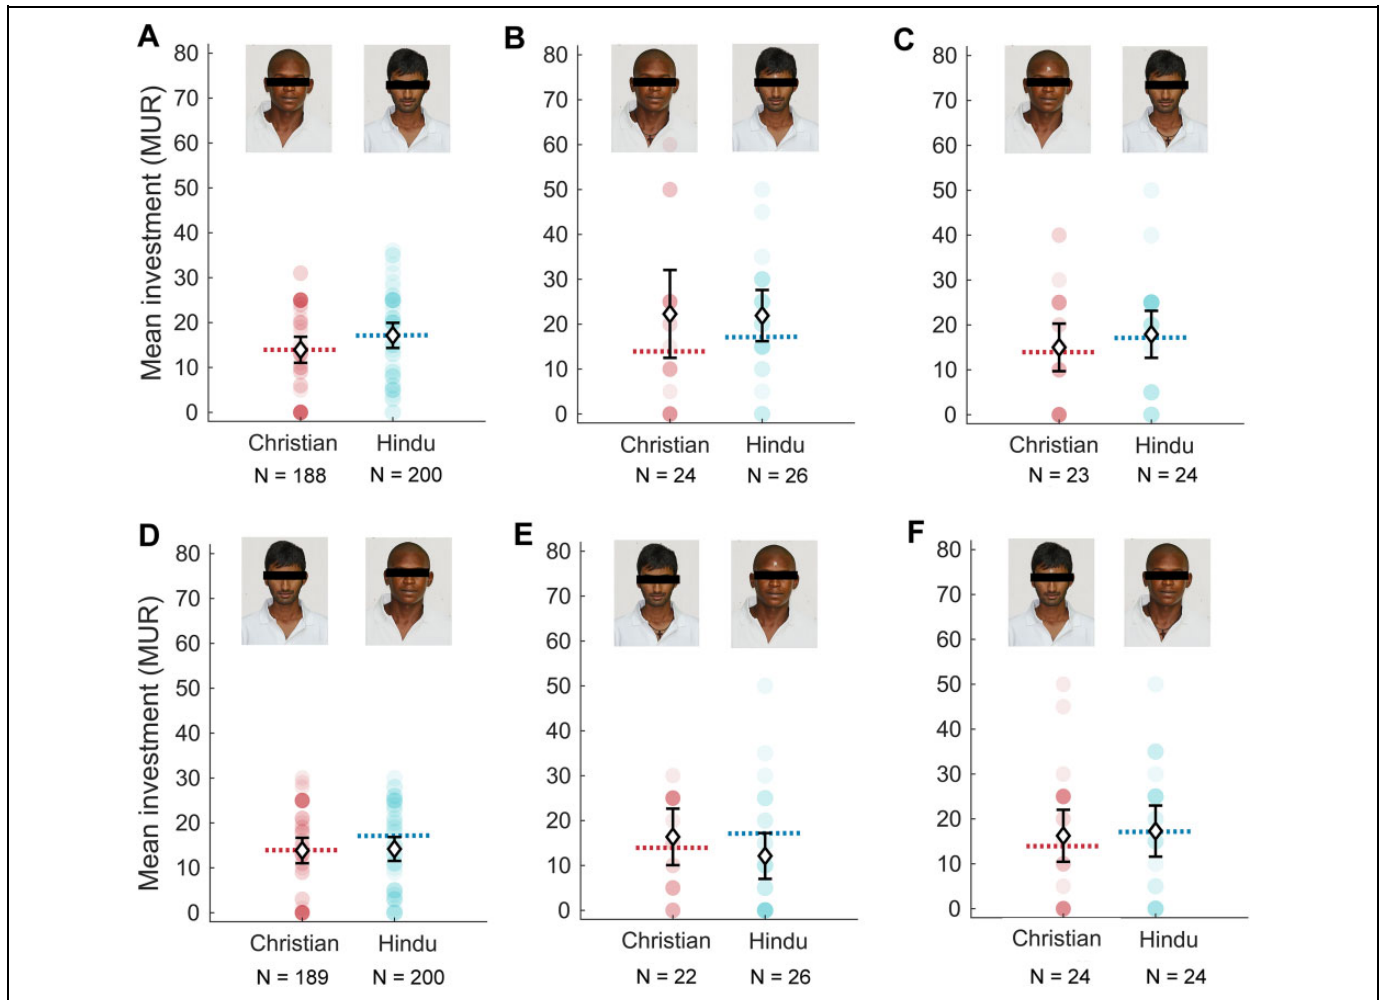 A
B
C
Mean investment (MUR)
80
70
60
50
40
30
20
10
0
Christian
Hindu
N = 188
N = 200
80
70
60
50
40
30
20
10
0
Christian
Hindu
N = 24
N = 26
80
70
60
50
40
30
20
10
0
Christian
Hindu
N = 23
N = 24
D
E
F
Mean investment (MUR)
80
70
60
50
40
30
20
10
0
Christian
Hindu
N = 189
N = 200
80
70
60
50
40
30
20
10
0
Christian
Hindu
N = 22
N = 26
80
70
60
50
40
30
20
10
0
Christian
Hindu
N = 24
N = 24